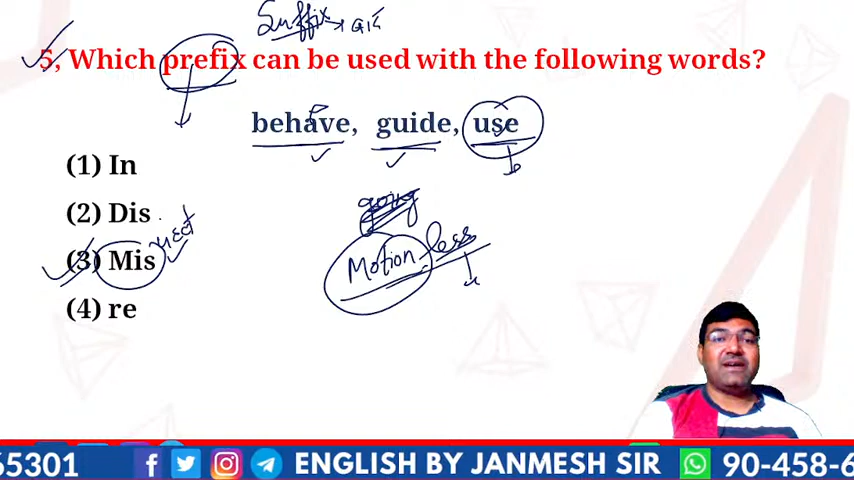 Suffix
5, Which prefix can be used with the following words?
behave, guide, use
(1) In
(2) Dis
(3) Mis
(4) re
Motion less
65301 ENGLISH BY JANMESH SIR 90-458-6